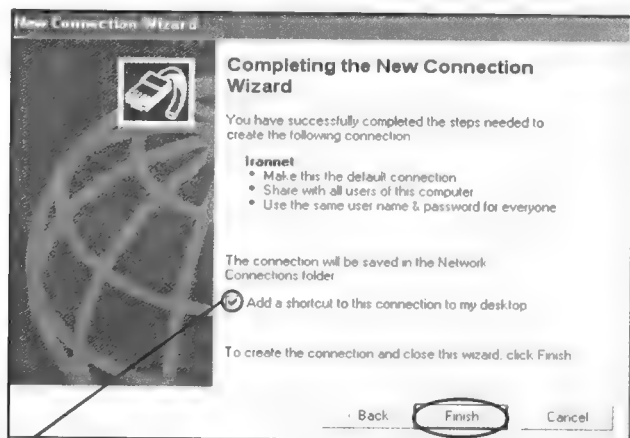 New Connection Wizard
Completing the New Connection
Wizard
You have successfully completed the steps needed to
create the following connection
Irannet
• Make this the default connection
• Share with all users of this computer
• Use the same user name & password for everyone
The connection will be saved in the Network
Connections folder
Add a shortcut to this connection to my desktop
To create the connection and close this wizard, click Finish
Back Finish Cancel